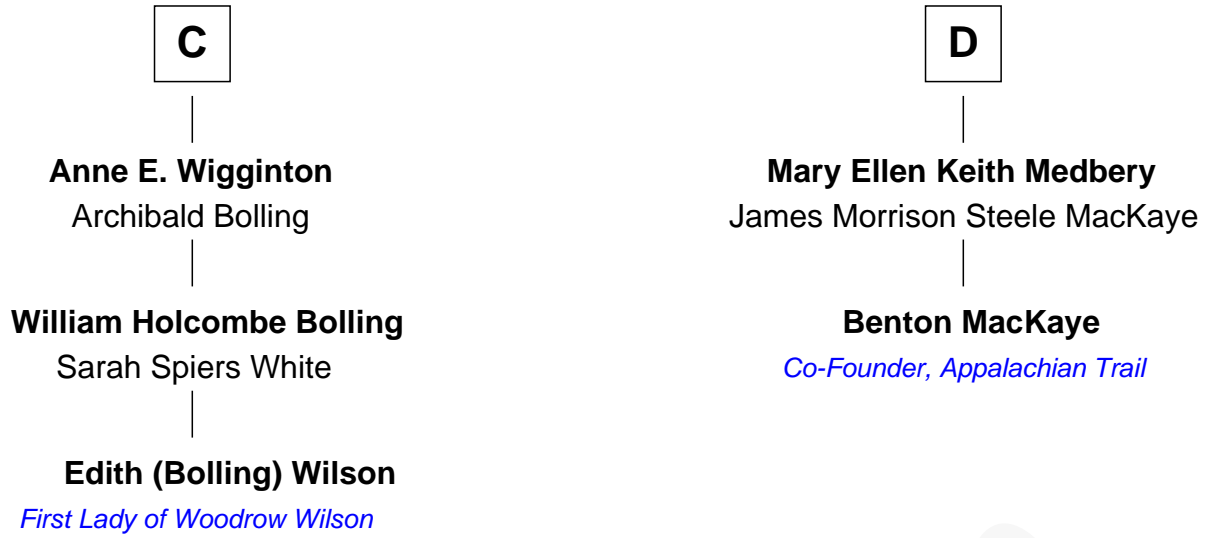 C
Anne E. Wigginton
Archibald Bolling
William Holcombe Bolling
Sarah Spiers White
Edith (Bolling) Wilson
First Lady of Woodrow Wilson
D
Mary Ellen Keith Medbery
James Morrison Steele MacKaye
Benton MacKaye
Co-Founder, Appalachian Trail